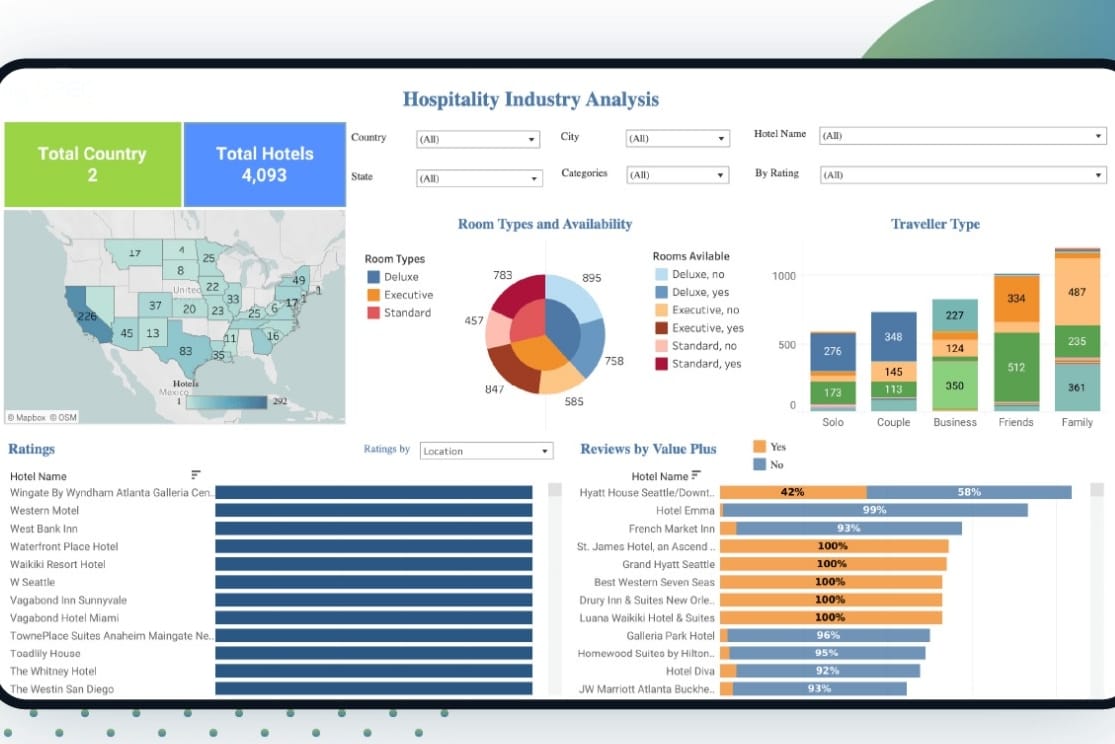 Hospitality Industry Analysis
Total Country
2
Total Hotels
4,093
Country
(All)
City
(All)
Hotel Name
(All)
State
(All)
Categories
(All)
By Rating
(All)
17
4
25
8
49
United
22
33
1
17
1
37
20
23
25
6
226
45
13
11
16
83
35
Hotels
Mexico
1
292
© Mapbox © OSM
Room Types and Availability
Room Types
Deluxe
Executive
Standard
783
895
457
758
847
585
Rooms Avilable
Deluxe, no
Deluxe, yes
Executive, no
Executive, yes
Standard, no
Standard, yes
Traveller Type
1000
500
0
276
173
348
145
113
227
124
350
334
512
487
235
361
Solo
Couple
Business
Friends
Family
Ratings
Ratings by
Location
Hotel Name
Wingate By Wyndham Atlanta Galleria Cen..
Western Motel
West Bank Inn
Waterfront Place Hotel
Waikiki Resort Hotel
W Seattle
Vagabond Inn Sunnyvale
Vagabond Hotel Miami
TownePlace Suites Anaheim Maingate Ne..
Toadlily House
The Whitney Hotel
The Westin San Diego
Reviews by Value Plus
Yes
No
Hotel Name
Hyatt House Seattle/Downt.. 42% 58%
Hotel Emma 99%
French Market Inn 93%
St. James Hotel, an Ascend .. 100%
Grand Hyatt Seattle 100%
Best Western Seven Seas 100%
Drury Inn & Suites New Orle.. 100%
Luana Waikiki Hotel & Suites 100%
Galleria Park Hotel 96%
Homewood Suites by Hilton.. 95%
Hotel Diva 92%
JW Marriott Atlanta Buckhe.. 93%